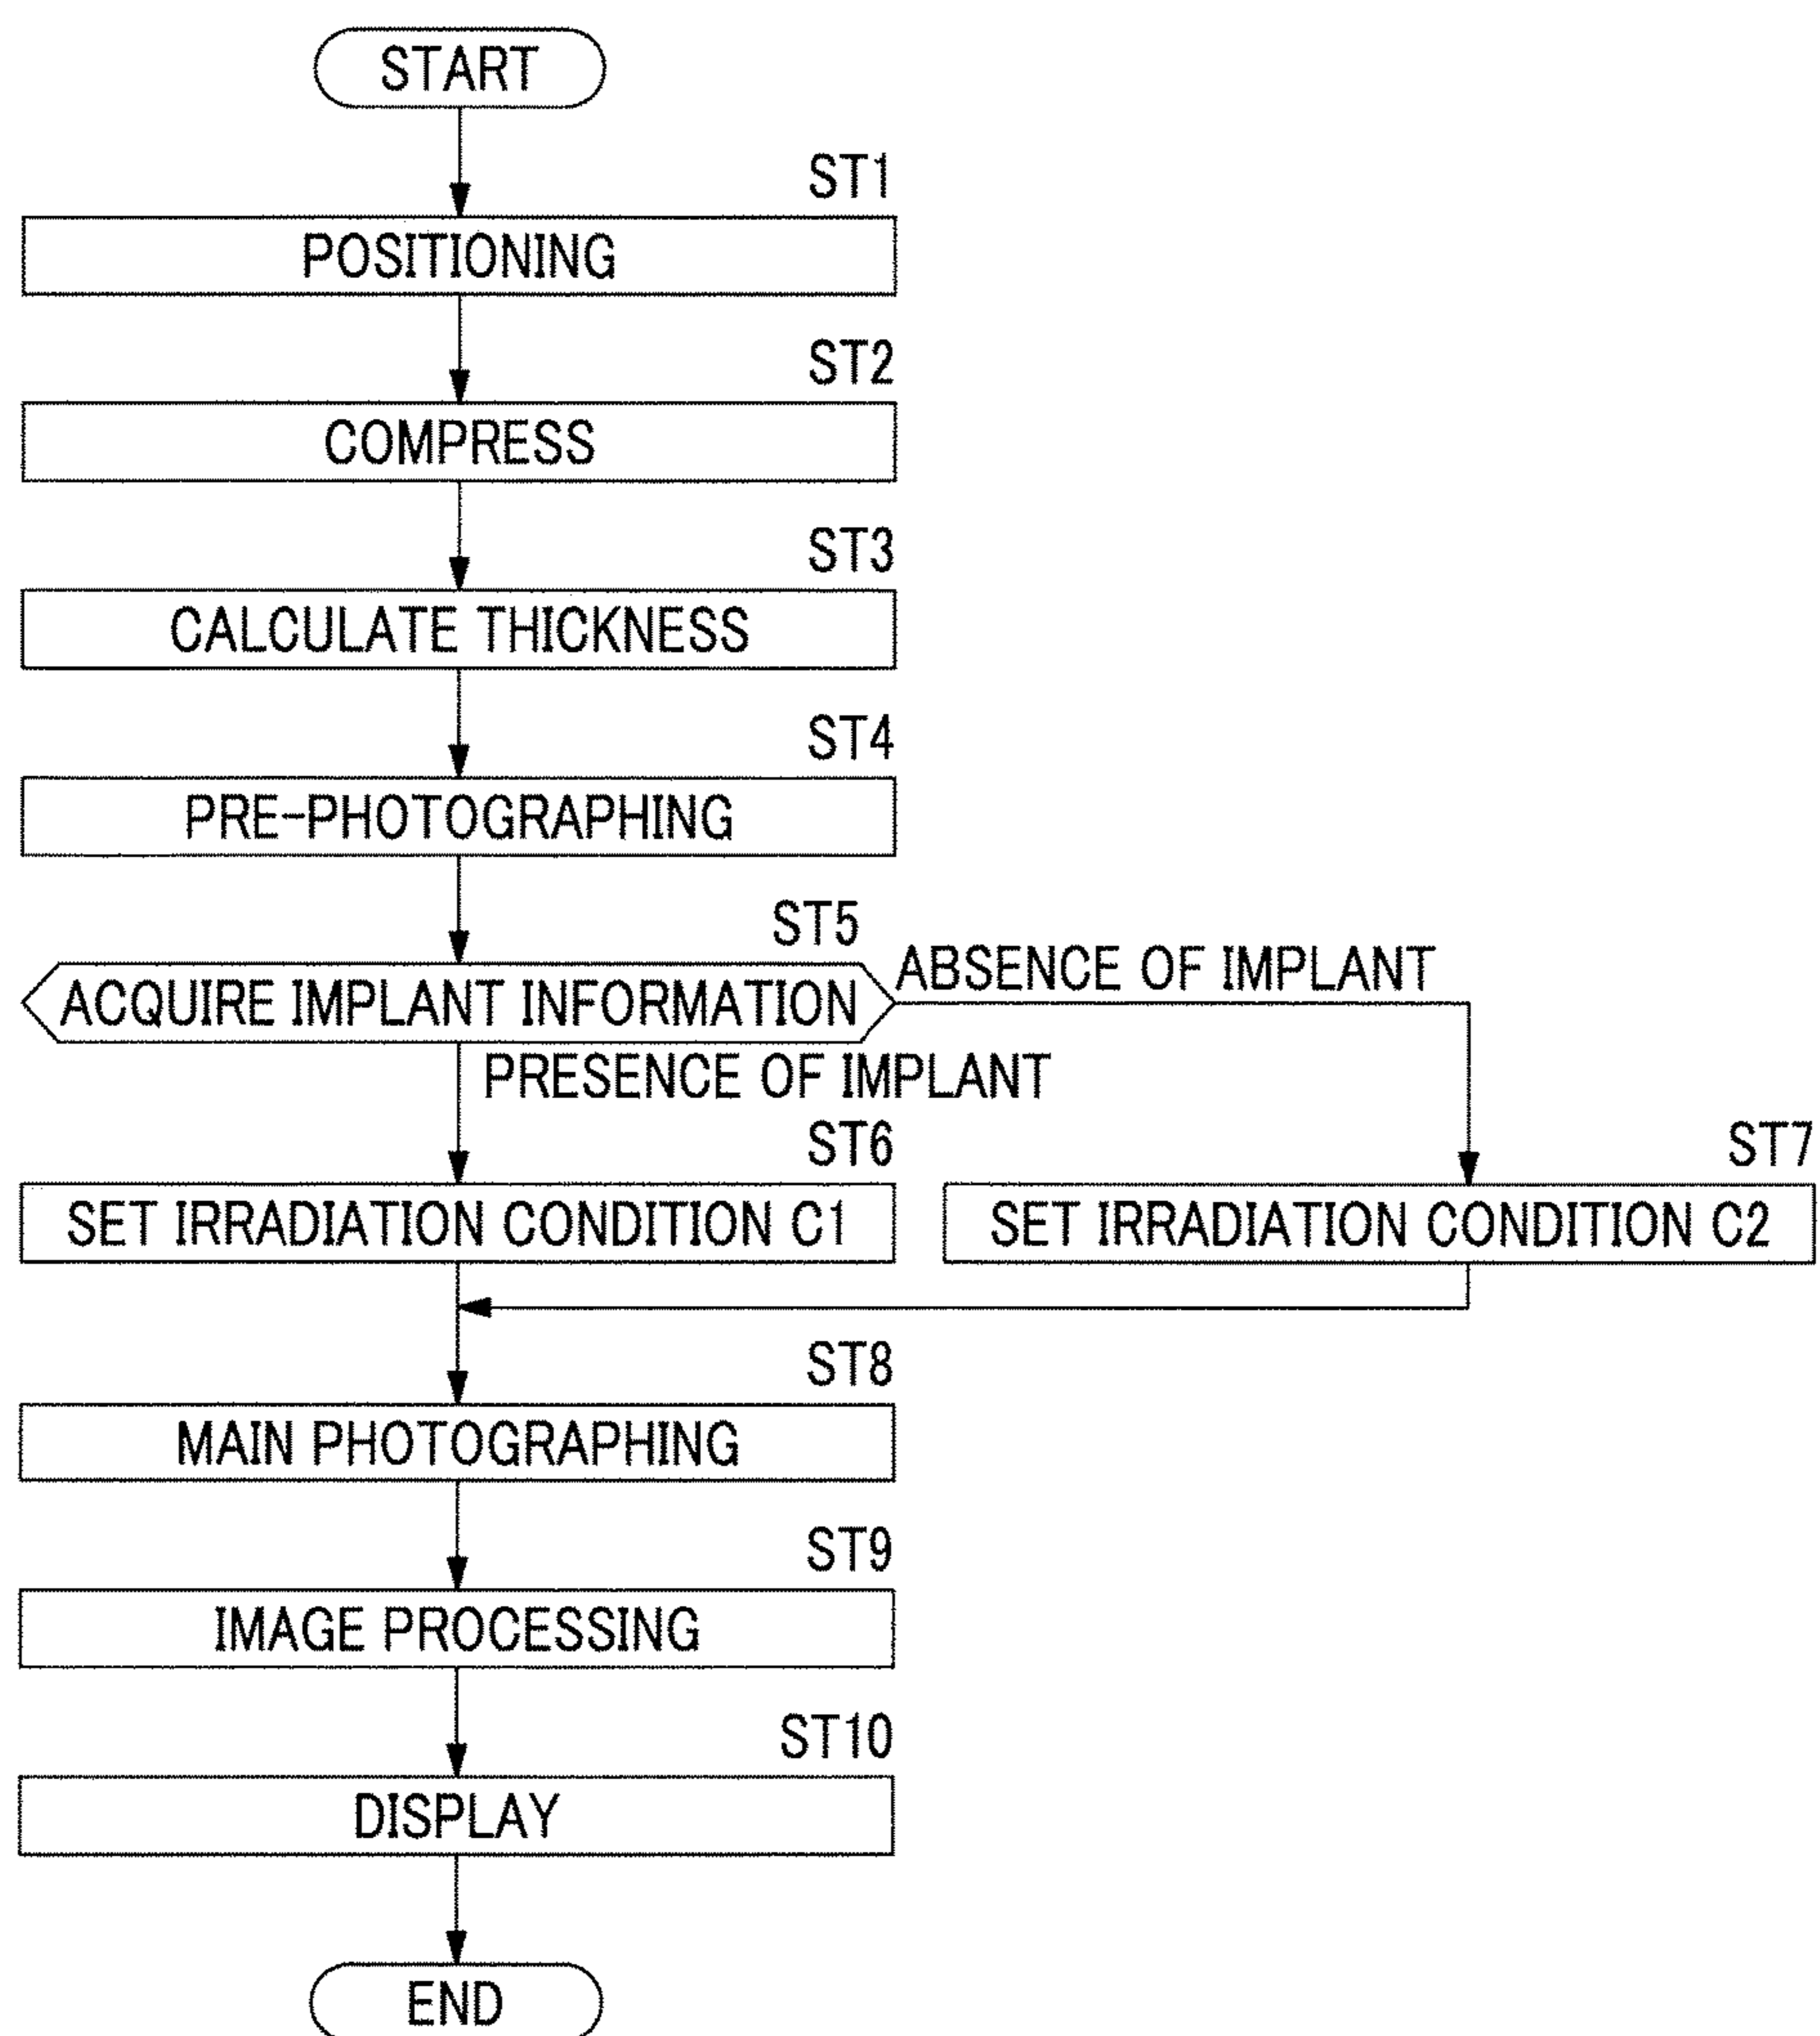 START
ST1
POSITIONING
ST2
COMPRESS
ST3
CALCULATE THICKNESS
ST4
PRE-PHOTOGRAPHING
ST5
ACQUIRE IMPLANT INFORMATION
ABSENCE OF IMPLANT
PRESENCE OF IMPLANT
ST6
SET IRRADIATION CONDITION C1
ST7
SET IRRADIATION CONDITION C2
ST8
MAIN PHOTOGRAPHING
ST9
IMAGE PROCESSING
ST10
DISPLAY
END